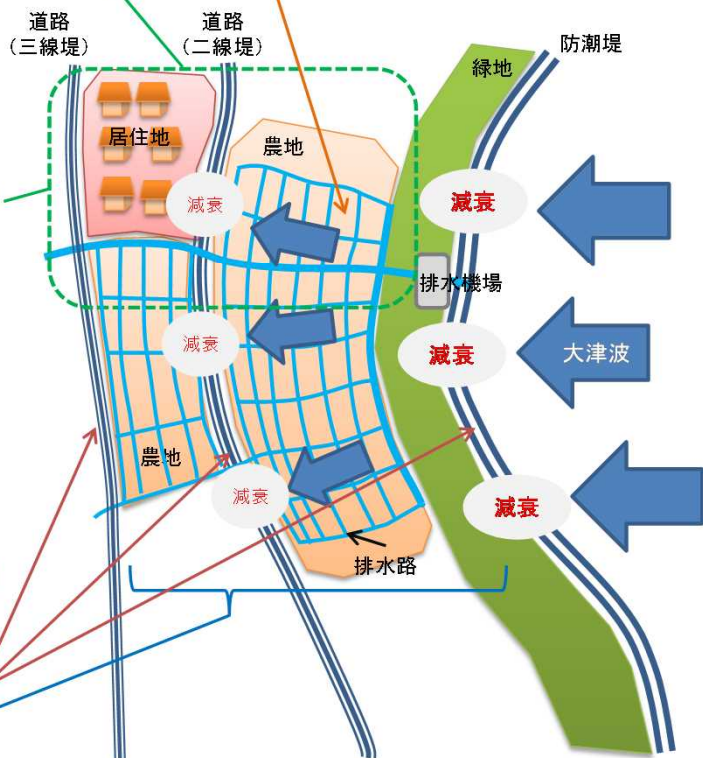 道路
（三線堤）
道路
（二線堤）
防潮堤
緑地
居住地
農地
減衰
減衰
排水機場
減衰
減衰
大津波
農地
減衰
減衰
排水路